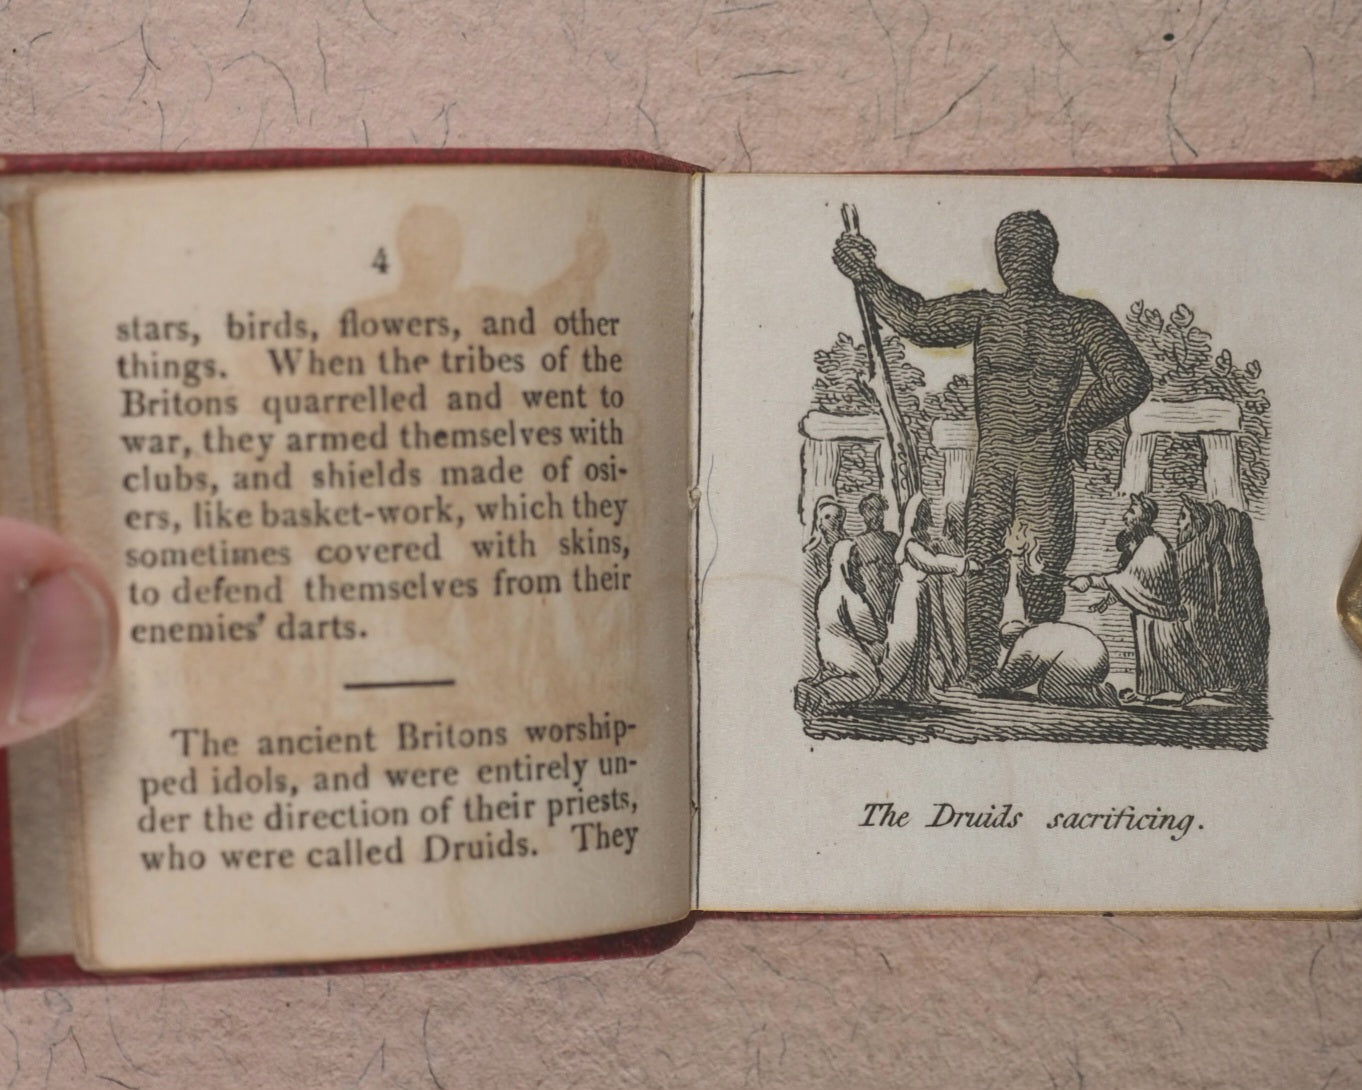 4
stars, birds, flowers, and other
things. When the tribes of the
Britons quarrelled and went to
war, they armed themselves with
clubs, and shields made of osi-
ers, like basket-work, which they
sometimes covered with skins,
to defend themselves from their
enemies' darts.
The ancient Britons worship-
ped idols, and were entirely un-
der the direction of their priests,
who were called Druids. They
The Druids sacrificing.